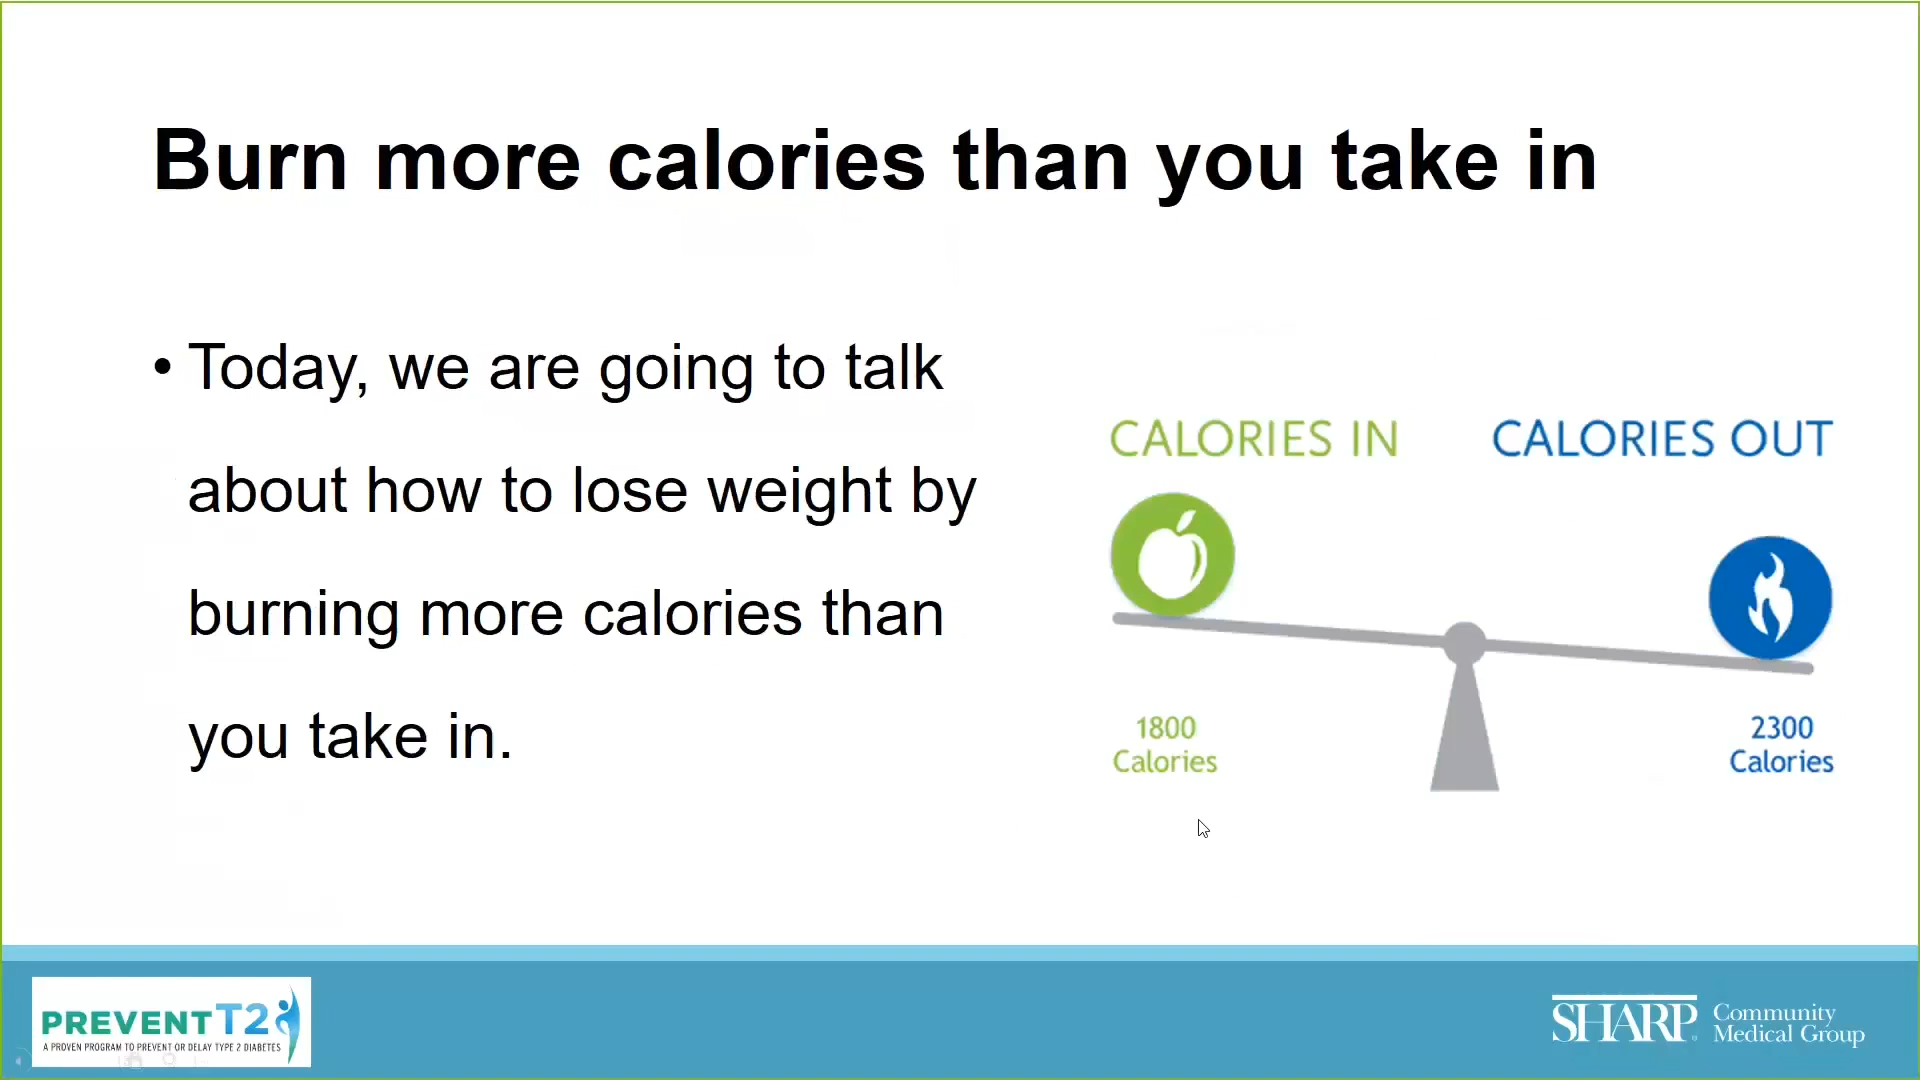 Burn more calories than you take in
• Today, we are going to talk
about how to lose weight by
burning more calories than
you take in.
CALORIES IN
CALORIES OUT
1800
Calories
2300
Calories
PREVENT T2
A PROVEN PROGRAM TO PREVENT OR DELAY TYPE 2 DIABETES
SHARP
Community
Medical Group